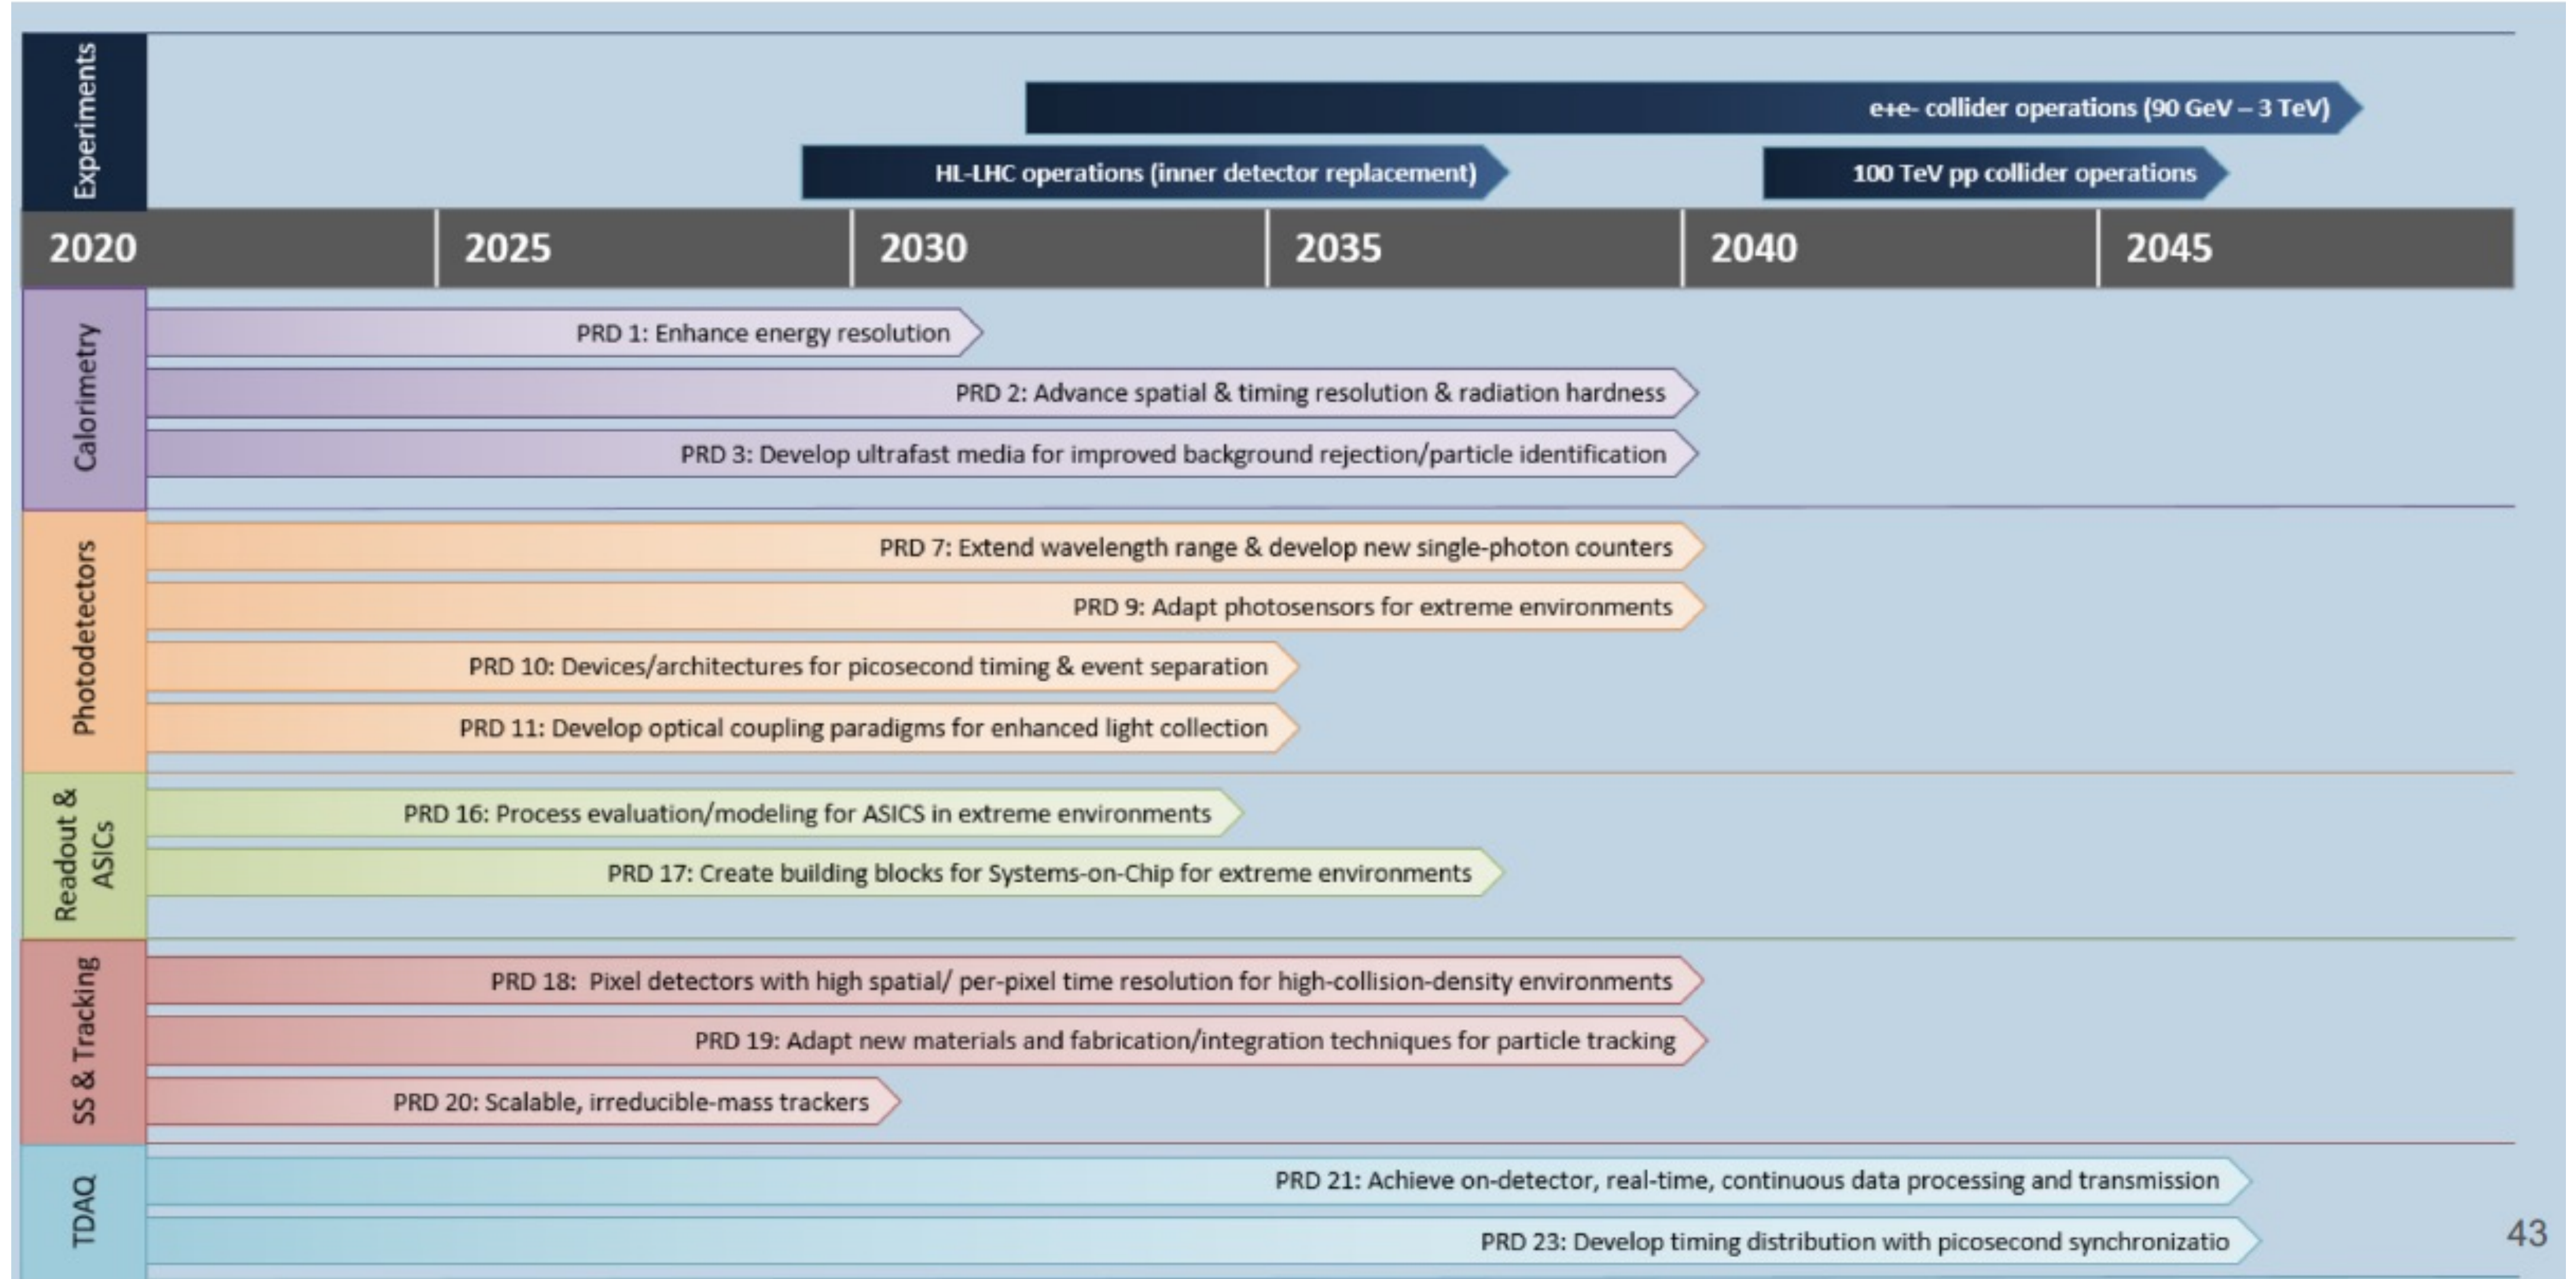 Experiments
e+e- collider operations (90 GeV – 3 TeV)
HL-LHC operations (inner detector replacement)
100 TeV pp collider operations
2020 2025 2030 2035 2040 2045
Calorimetry
PRD 1: Enhance energy resolution
PRD 2: Advance spatial & timing resolution & radiation hardness
PRD 3: Develop ultrafast media for improved background rejection/particle identification
Photodetectors
PRD 7: Extend wavelength range & develop new single-photon counters
PRD 9: Adapt photosensors for extreme environments
PRD 10: Devices/architectures for picosecond timing & event separation
PRD 11: Develop optical coupling paradigms for enhanced light collection
Readout &
ASICs
PRD 16: Process evaluation/modeling for ASICS in extreme environments
PRD 17: Create building blocks for Systems-on-Chip for extreme environments
SS & Tracking
PRD 18: Pixel detectors with high spatial/ per-pixel time resolution for high-collision-density environments
PRD 19: Adapt new materials and fabrication/integration techniques for particle tracking
PRD 20: Scalable, irreducible-mass trackers
TDAQ
PRD 21: Achieve on-detector, real-time, continuous data processing and transmission
PRD 23: Develop timing distribution with picosecond synchronizatio
43